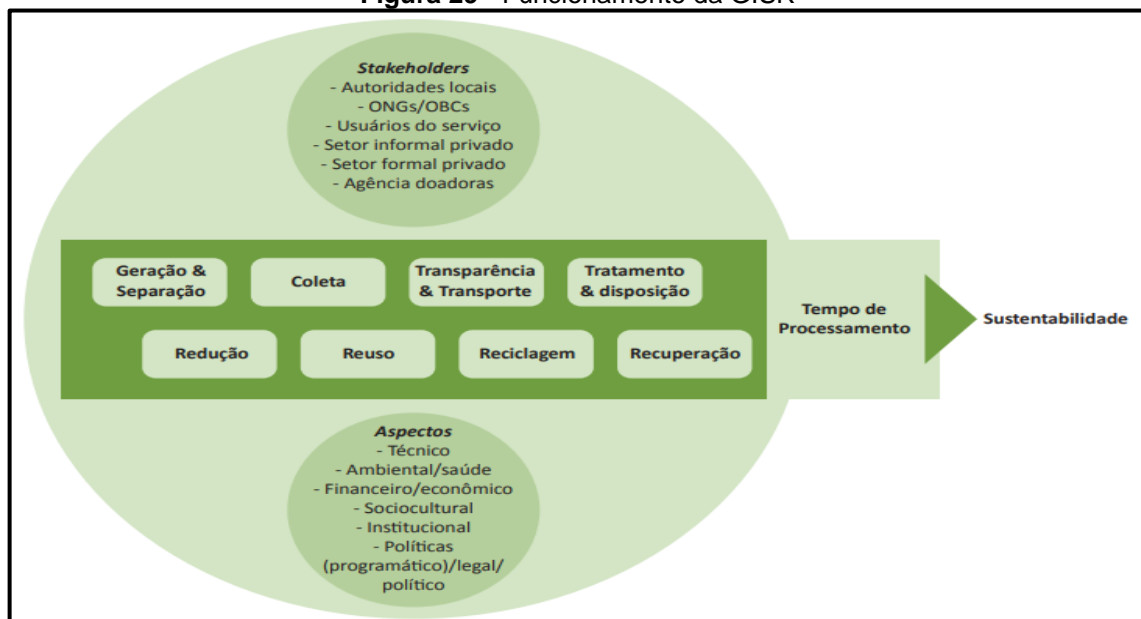 Stakeholders
- Autoridades locais
- ONGs/OBCs
- Usuários do serviço
- Setor informal privado
- Setor formal privado
- Agência doadoras
Geração &
Separação
Coleta
Transparência
& Transporte
Tratamento
& disposição
Redução
Reuso
Reciclagem
Recuperação
Tempo de
Processamento
Sustentabilidade
Aspectos
- Técnico
- Ambiental/saúde
- Financeiro/econômico
- Sociocultural
- Institucional
- Políticas
(programático)/legal/
político